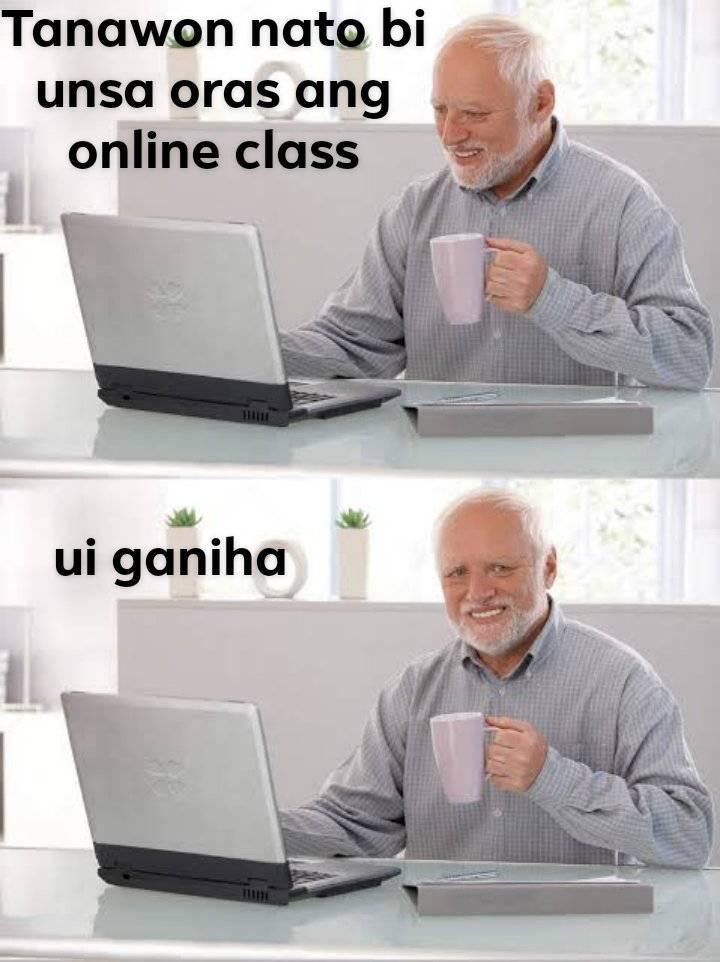 Tanawon nato bi
unsa oras ang
online class
ui ganiha